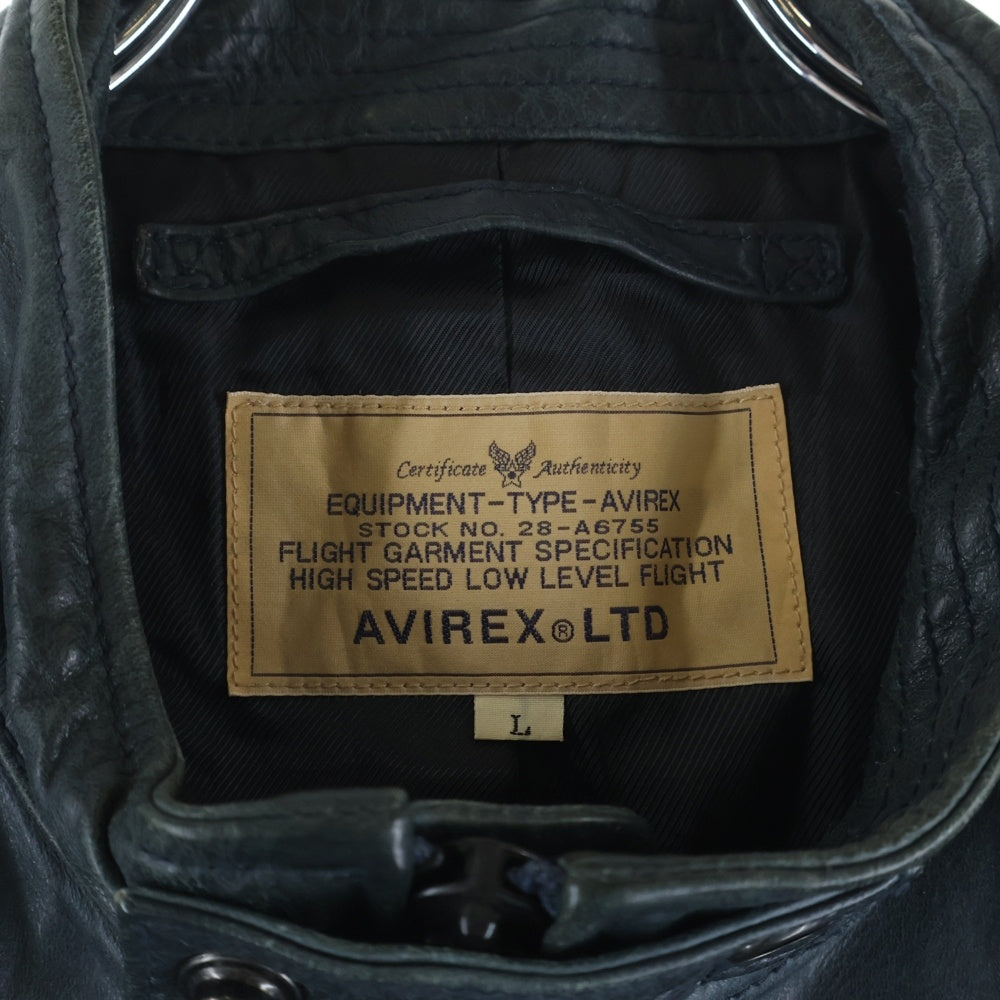 Certificate Authenticity
EQUIPMENT-TYPE-AVIREX
STOCK NO. 28-A6755
FLIGHT GARMENT SPECIFICATION
HIGH SPEED LOW LEVEL FLIGHT
AVIREX®LTD
L